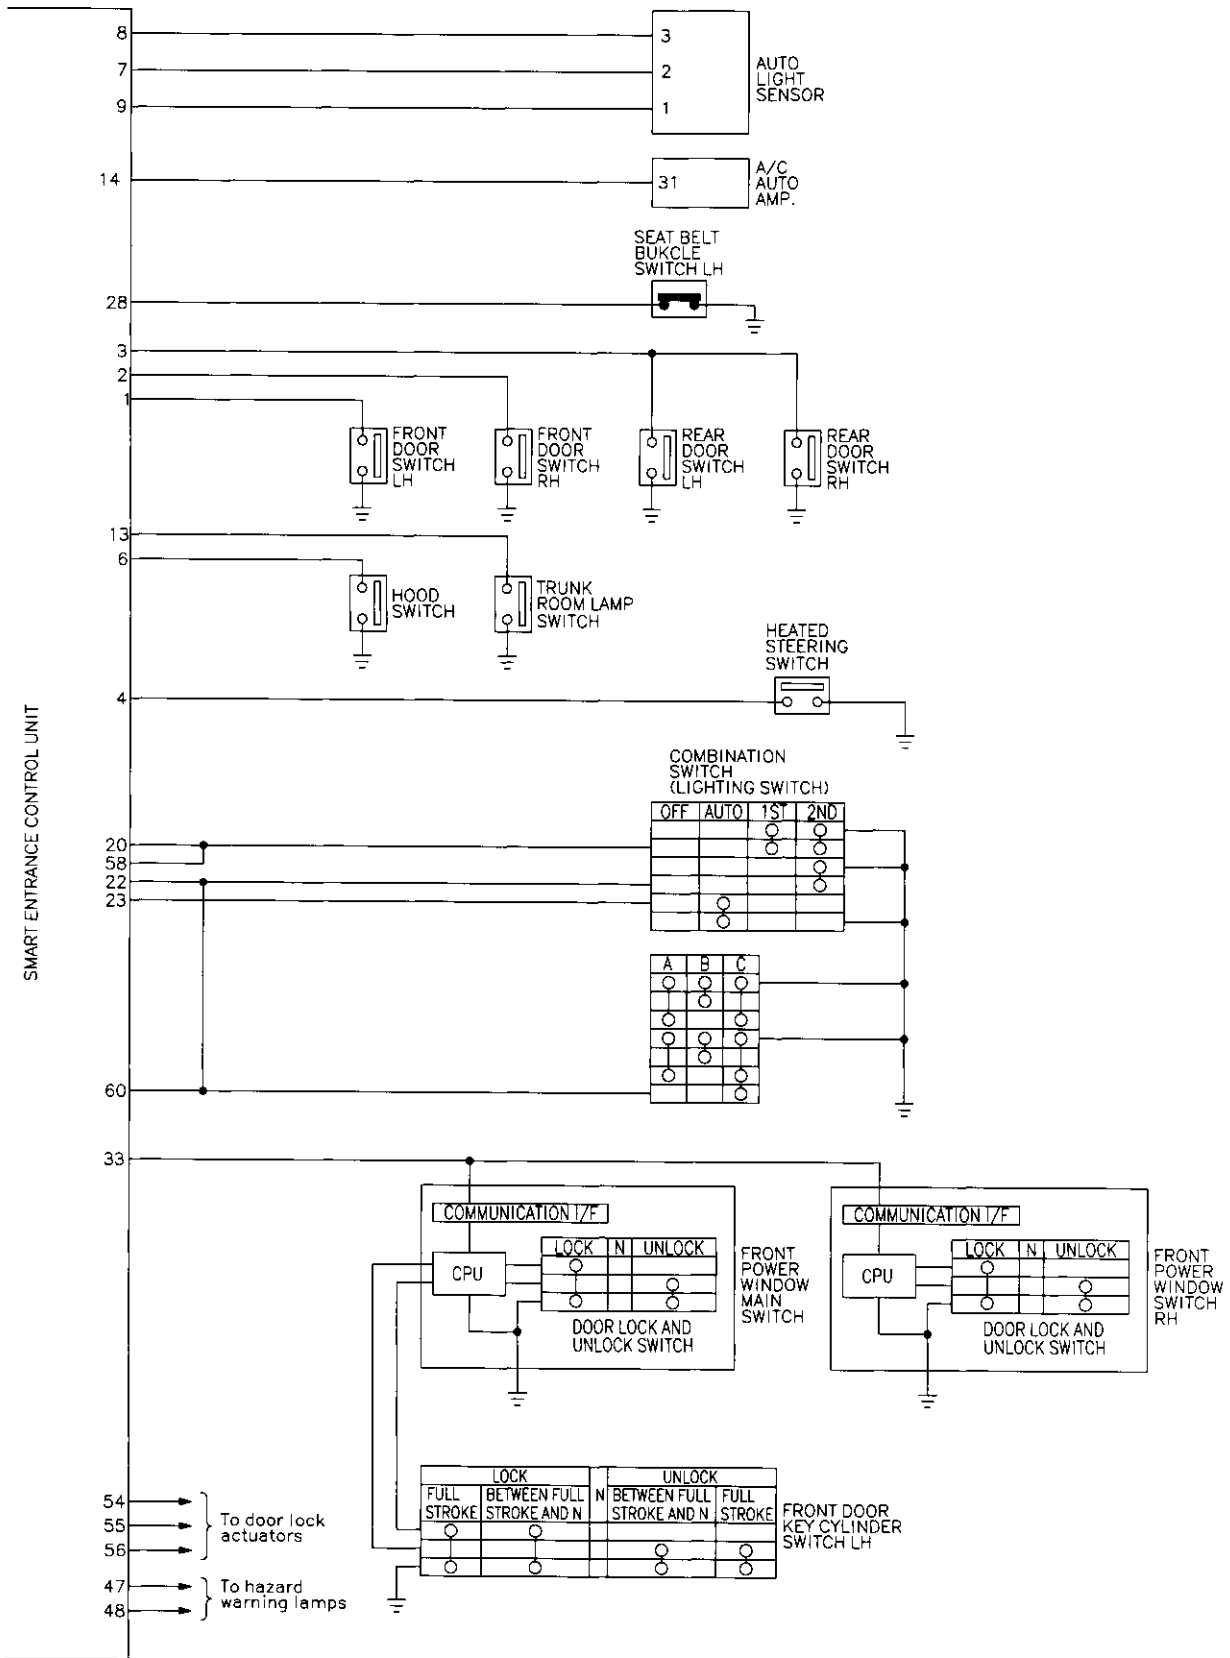 8
3
7
2
AUTO
LIGHT
SENSOR
9
1
14
31
A/C
AUTO
AMP.
SEAT BELT
BUKCLE
SWITCH LH
28
3
2
1
FRONT
DOOR
SWITCH
LH
FRONT
DOOR
SWITCH
RH
REAR
DOOR
SWITCH
LH
REAR
DOOR
SWITCH
RH
13
6
HOOD
SWITCH
TRUNK
ROOM LAMP
SWITCH
HEATED
STEERING
SWITCH
4
SMART ENTRANCE CONTROL UNIT
COMBINATION
SWITCH
(LIGHTING SWITCH)
OFF AUTO 1ST 2ND
20
58
22
23
A B C
60
33
COMMUNICATION I/F
CPU
LOCK N UNLOCK
DOOR LOCK AND
UNLOCK SWITCH
FRONT
POWER
WINDOW
MAIN
SWITCH
COMMUNICATION I/F
CPU
LOCK N UNLOCK
DOOR LOCK AND
UNLOCK SWITCH
FRONT
POWER
WINDOW
SWITCH
RH
LOCK N UNLOCK
FULL
STROKE
BETWEEN FULL
STROKE AND N
BETWEEN FULL
STROKE AND N
FULL
STROKE
FRONT DOOR
KEY CYLINDER
SWITCH LH
54
55
56
To door lock
actuators
47
48
To hazard
warning lamps